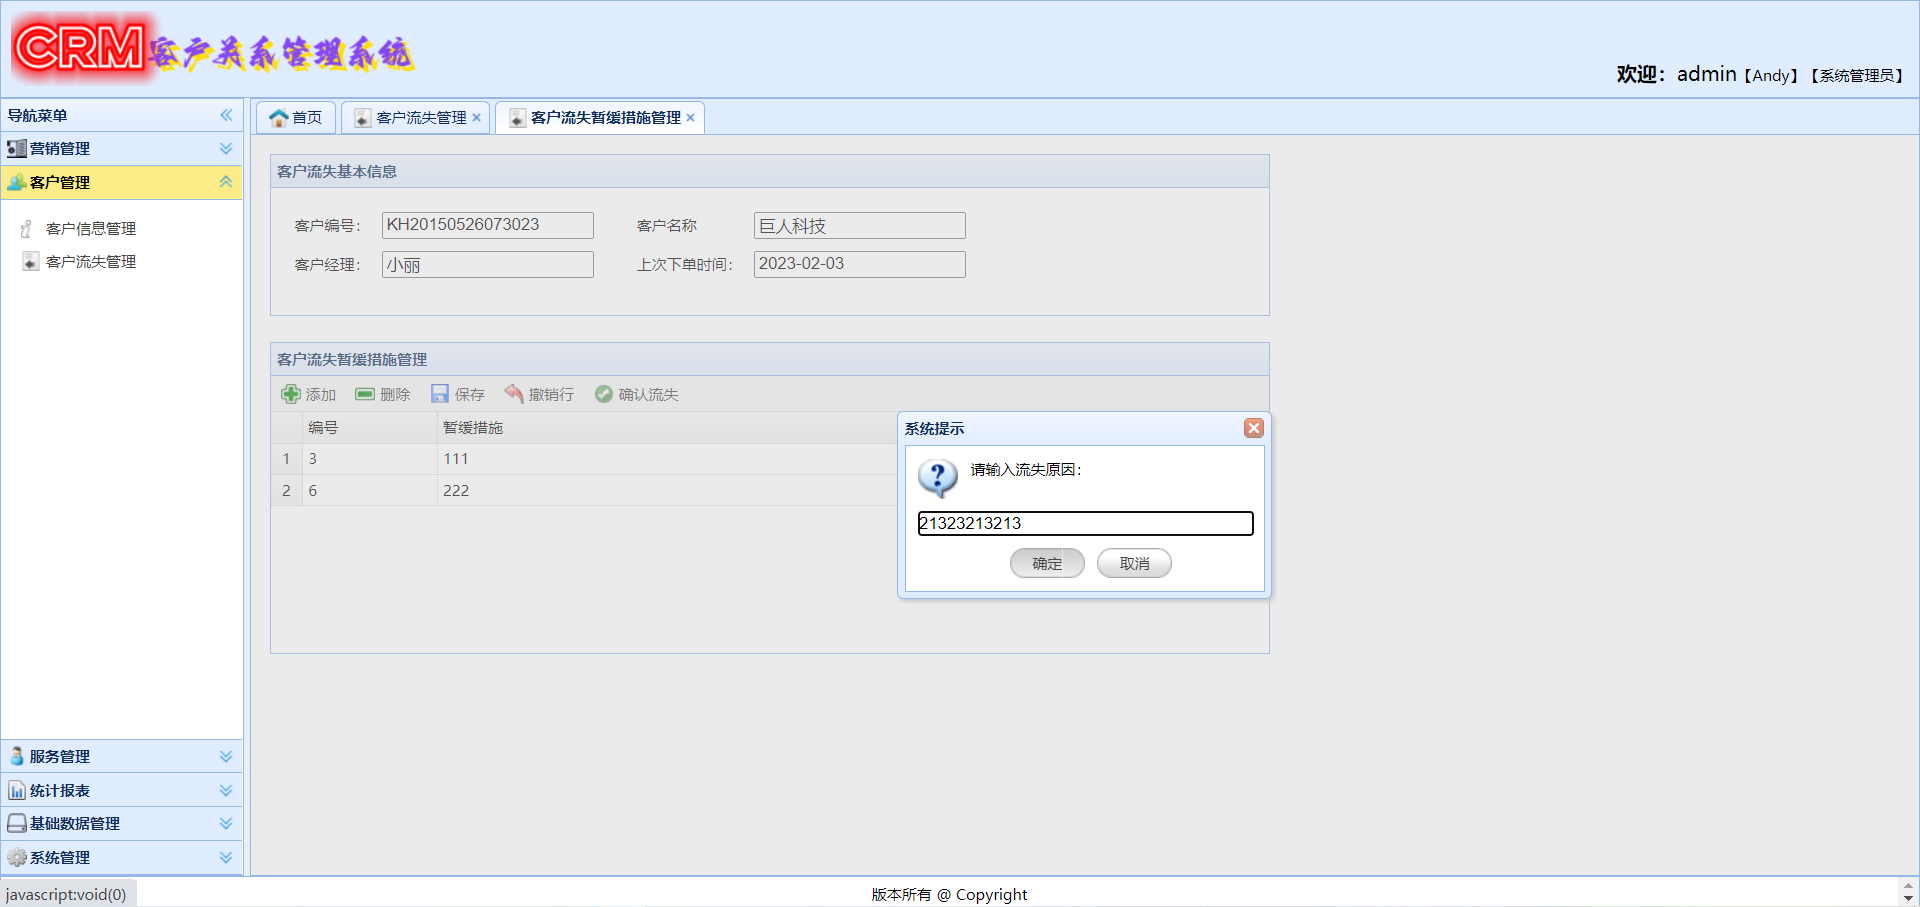 CRM客户关系管理系统
欢迎：admin【Andy】【系统管理员】
导航菜单
营销管理
客户管理
客户信息管理
客户流失管理
服务管理
统计报表
基础数据管理
系统管理
首页 客户流失管理 客户流失暂缓措施管理
客户流失基本信息
客户编号： KH20150526073023 客户名称 巨人科技
客户经理： 小丽 上次下单时间： 2023-02-03
客户流失暂缓措施管理
添加 删除 保存 撤销行 确认流失
编号 暂缓措施
1 3 111
2 6 222
系统提示
请输入流失原因：
21323213213
确定 取消
javascript:void(0)
版本所有 @ Copyright